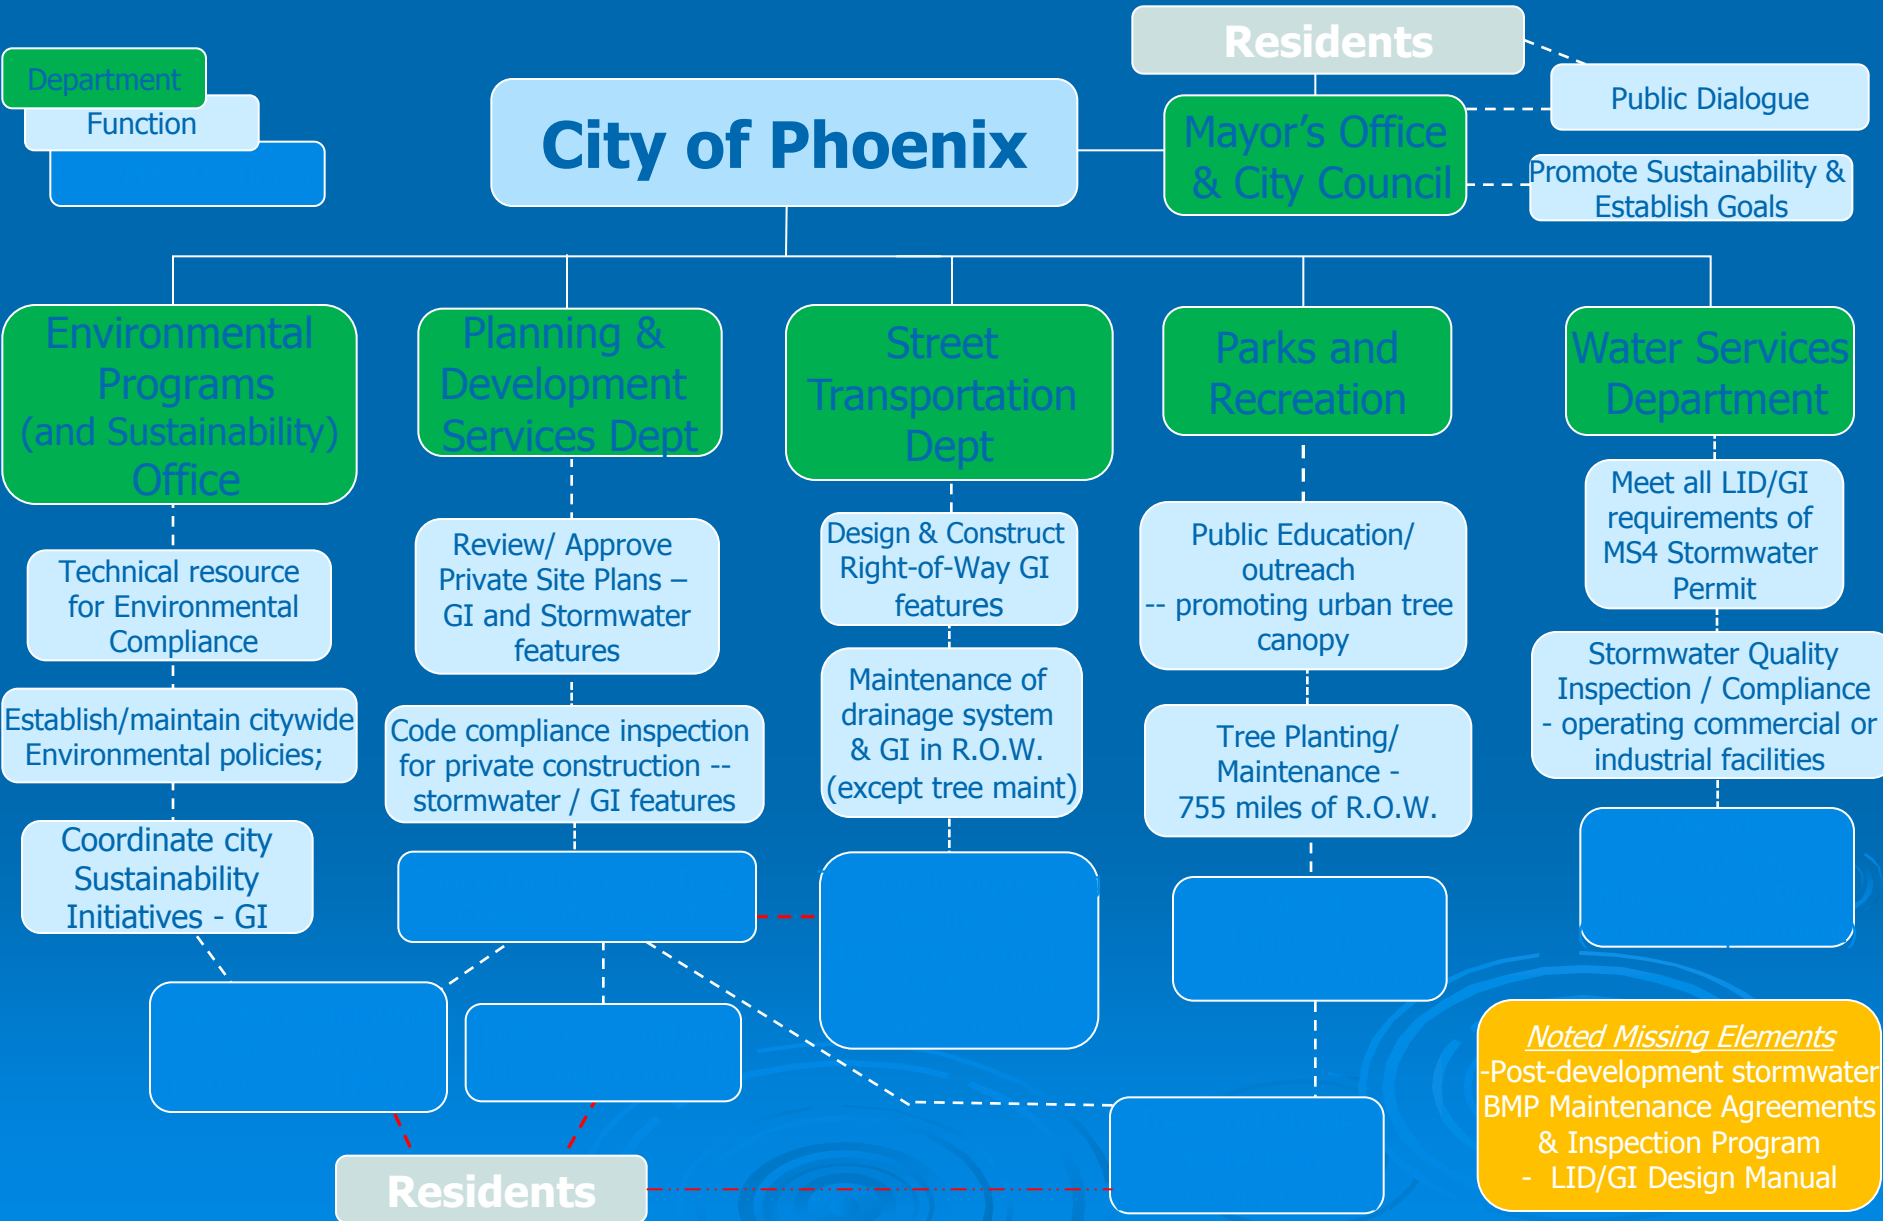 Residents
Department
Function
City of Phoenix
Mayor's Office
& City Council
Public Dialogue
Promote Sustainability &
Establish Goals
Environmental
Programs
(and Sustainability)
Office
Planning &
Development
Services Dept
Street
Transportation
Dept
Parks and
Recreation
Water Services
Department
Technical resource
for Environmental
Compliance
Establish/maintain citywide
Environmental policies;
Coordinate city
Sustainability
Initiatives - GI
Review/ Approve
Private Site Plans –
GI and Stormwater
features
Code compliance inspection
for private construction --
stormwater / GI features
Design & Construct
Right-of-Way GI
features
Maintenance of
drainage system
& GI in R.O.W.
(except tree maint)
Public Education/
outreach
-- promoting urban tree
canopy
Tree Planting/
Maintenance -
755 miles of R.O.W.
Meet all LID/GI
requirements of
MS4 Stormwater
Permit
Stormwater Quality
Inspection / Compliance
- operating commercial or
industrial facilities
Noted Missing Elements
-Post-development stormwater
BMP Maintenance Agreements
& Inspection Program
- LID/GI Design Manual
Residents